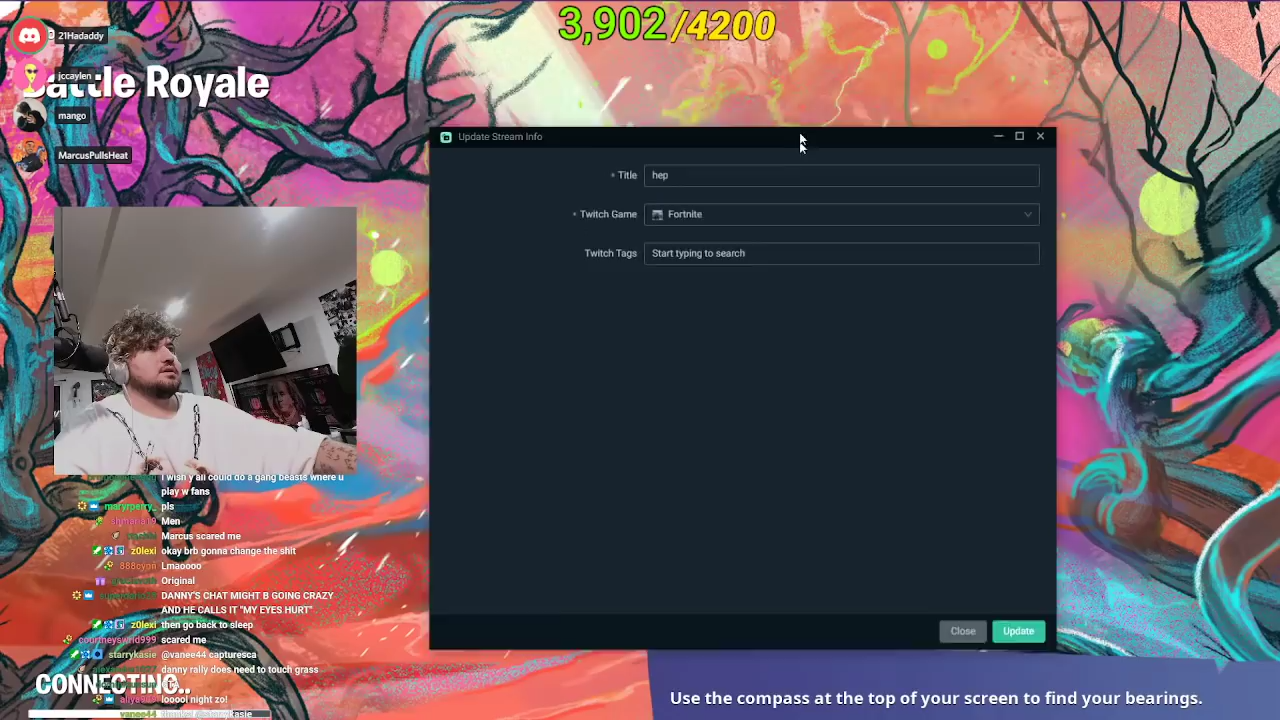 3,902/4200
21Hadaddy
jccaylen
Battle Royale
mango
MarcusPullsHeat
Update Stream Info
* Title hep
* Twitch Game Fortnite
Twitch Tags Start typing to search
Close Update
I wish y'all could do a gang beasts where u
play w fans
maryrperry_ pls
Men
Marcus scared me
z0lexi okay brb gonna change the shit
888cyon Lmaoooo
Original
DANNY'S CHAT MIGHT B GOING CRAZY
AND HE CALLS IT "MY EYES HURT"
z0lexi then go back to sleep
courtneyswrld999 scared me
starrykasie @vanee44 capturesca
danny rally does need to touch grass
CONNECTING..
looool night zo!
vanee44 @starrykasie
Use the compass at the top of your screen to find your bearings.